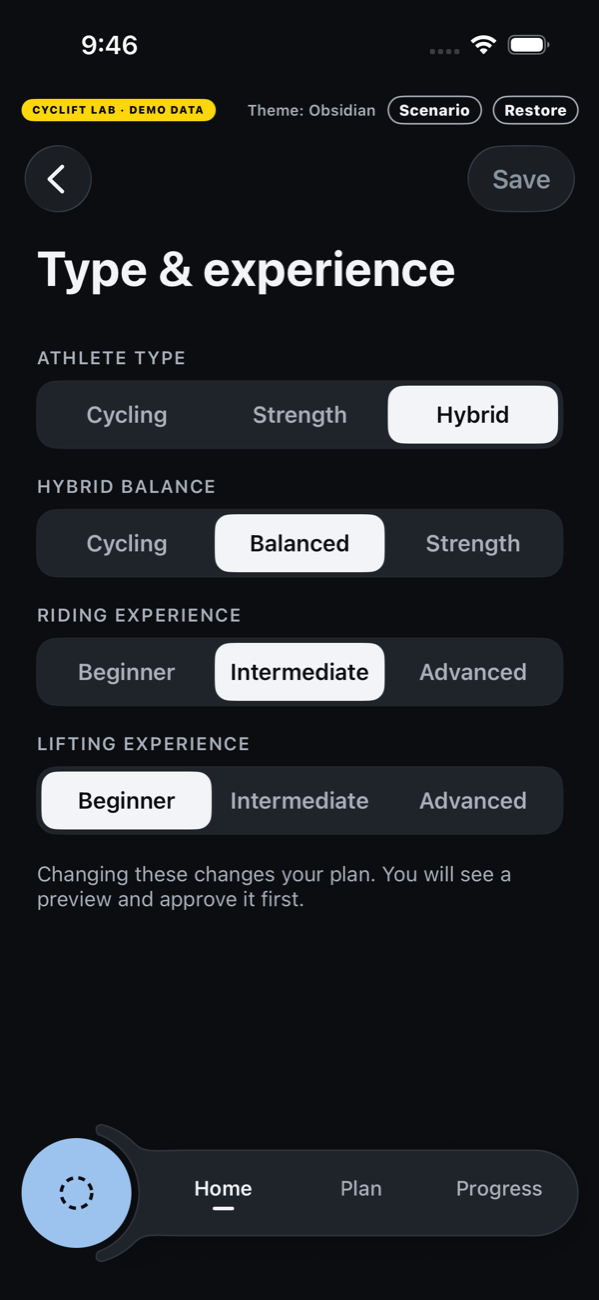 9:46
CYCLIFT LAB · DEMO DATA Theme: Obsidian Scenario Restore
Save
Type & experience
ATHLETE TYPE
Cycling Strength Hybrid
HYBRID BALANCE
Cycling Balanced Strength
RIDING EXPERIENCE
Beginner Intermediate Advanced
LIFTING EXPERIENCE
Beginner Intermediate Advanced
Changing these changes your plan. You will see a
preview and approve it first.
Home Plan Progress